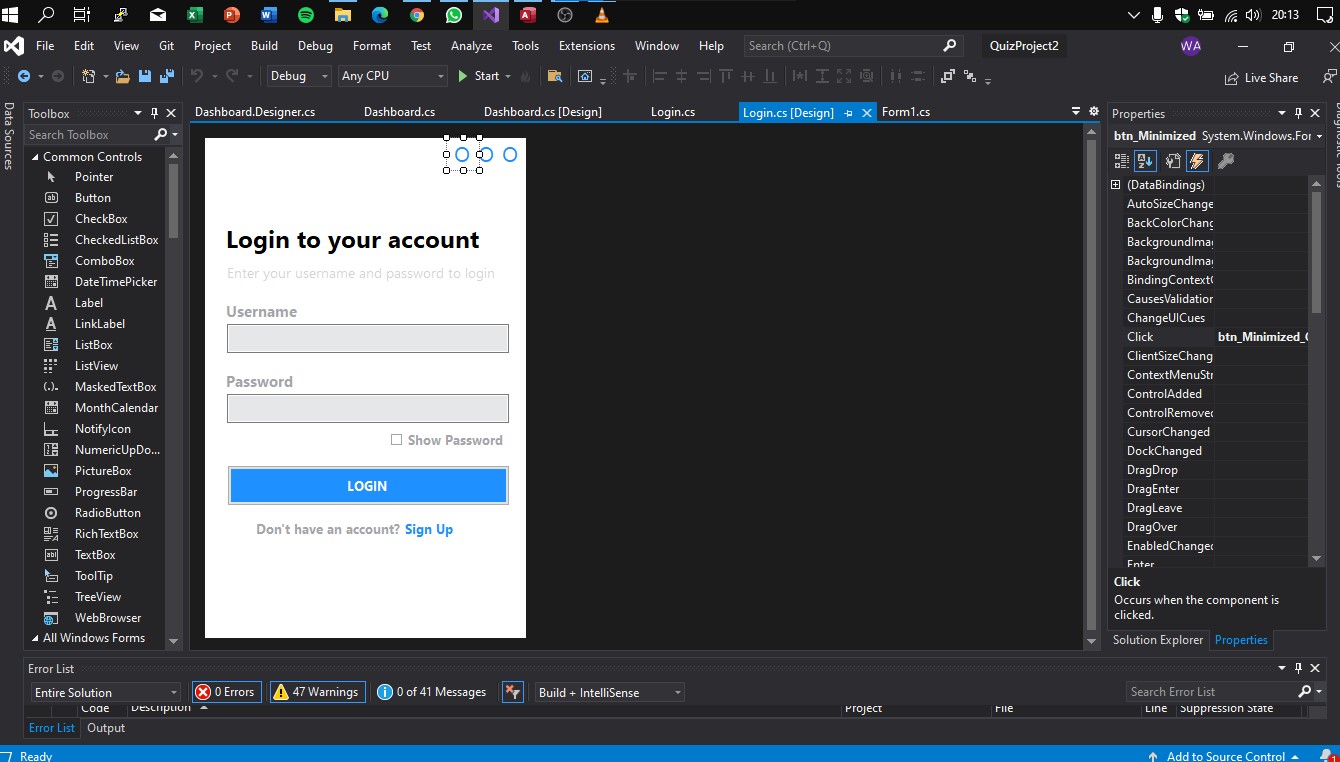 20:13
File Edit View Git Project Build Debug Format Test Analyze Tools Extensions Window Help Search (Ctrl+Q) QuizProject2 WA
Debug Any CPU Start Live Share
Data Sources
Toolbox
Search Toolbox
Common Controls
Pointer
Button
CheckBox
CheckedListBox
ComboBox
DateTimePicker
Label
LinkLabel
ListBox
ListView
MaskedTextBox
MonthCalendar
NotifyIcon
NumericUpDo...
PictureBox
ProgressBar
RadioButton
RichTextBox
TextBox
ToolTip
TreeView
WebBrowser
All Windows Forms
Dashboard.Designer.cs Dashboard.cs Dashboard.cs [Design] Login.cs Login.cs [Design] Form1.cs
Login to your account
Enter your username and password to login
Username
Password
Show Password
LOGIN
Don't have an account? Sign Up
Properties
btn_Minimized System.Windows.For
(DataBindings)
AutoSizeChange
BackColorChang
BackgroundImag
BackgroundImag
BindingContextC
CausesValidation
ChangeUICues
Click btn_Minimized_C
ClientSizeChang
ContextMenuStr
ControlAdded
ControlRemoved
CursorChanged
DockChanged
DragDrop
DragEnter
DragLeave
DragOver
EnabledChanged
Enter
Click
Occurs when the component is
clicked.
Solution Explorer Properties
Error List
Entire Solution 0 Errors 47 Warnings 0 of 41 Messages Build + IntelliSense Search Error List
Code Description Project File Line Suppression State
Error List Output
Ready Add to Source Control 1